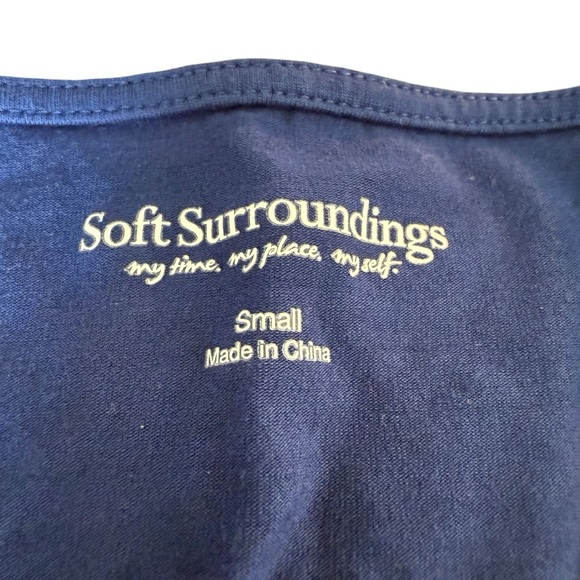 Soft Surroundings
my time. my place. my self.
Small
Made in China